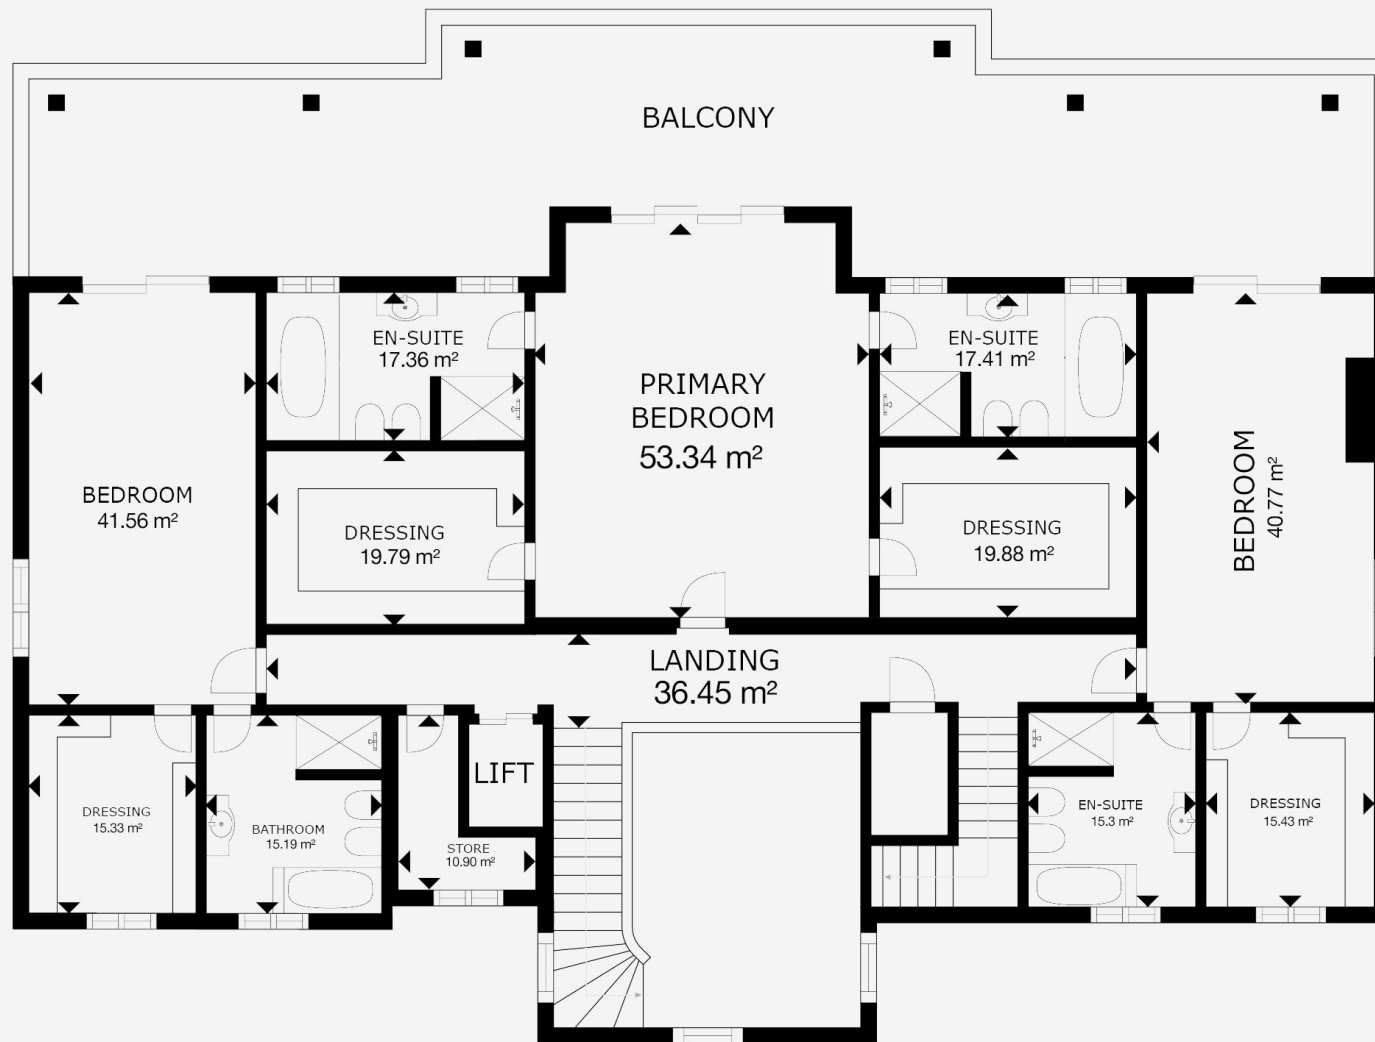 BALCONY
EN-SUITE
17.36 m²
EN-SUITE
17.41 m²
PRIMARY
BEDROOM
53.34 m²
BEDROOM
41.56 m²
BEDROOM
40.77 m²
DRESSING
19.79 m²
DRESSING
19.88 m²
LANDING
36.45 m²
LIFT
DRESSING
15.33 m²
BATHROOM
15.19 m²
STORE
10.90 m²
EN-SUITE
15.3 m²
DRESSING
15.43 m²